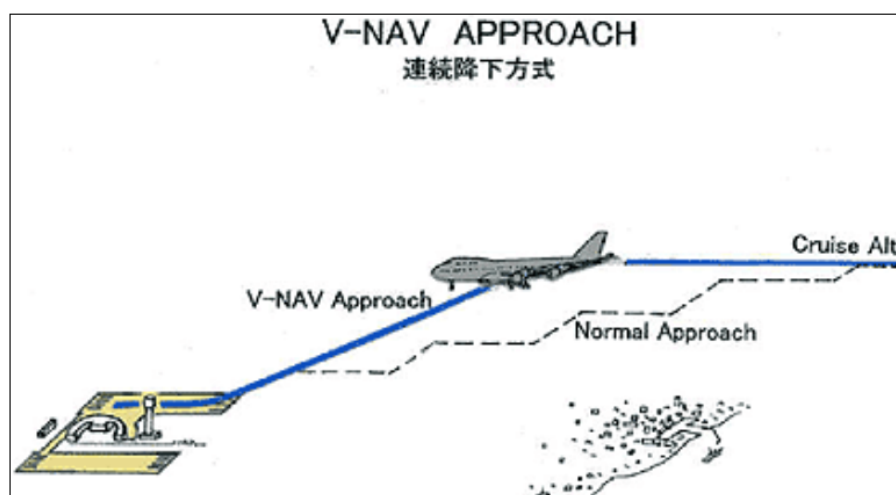 V-NAV APPROACH
連続降下方式
Cruise Alt
V-NAV Approach
Normal Approach